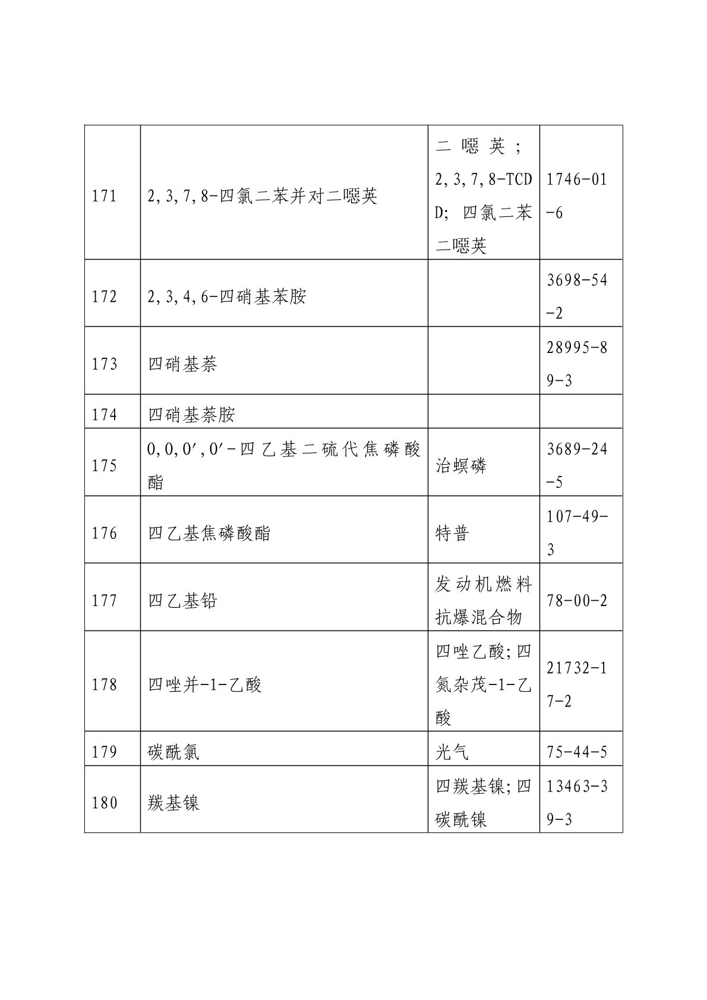 171
2,3,7,8-四氯二苯并对二噁英
二噁英；
2,3,7,8-TCD
D; 四氯二苯
二噁英
1746-01
-6
172
2,3,4,6-四硝基苯胺
3698-54
-2
173
四硝基萘
28995-8
9-3
174
四硝基萘胺
175
O,O,O′,O′-四乙基二硫代焦磷酸
酯
治螟磷
3689-24
-5
176
四乙基焦磷酸酯
特普
107-49-
3
177
四乙基铅
发动机燃料
抗爆混合物
78-00-2
178
四唑并-1-乙酸
四唑乙酸;四
氮杂茂-1-乙
酸
21732-1
7-2
179
碳酰氯
光气
75-44-5
180
羰基镍
四羰基镍;四
碳酰镍
13463-3
9-3